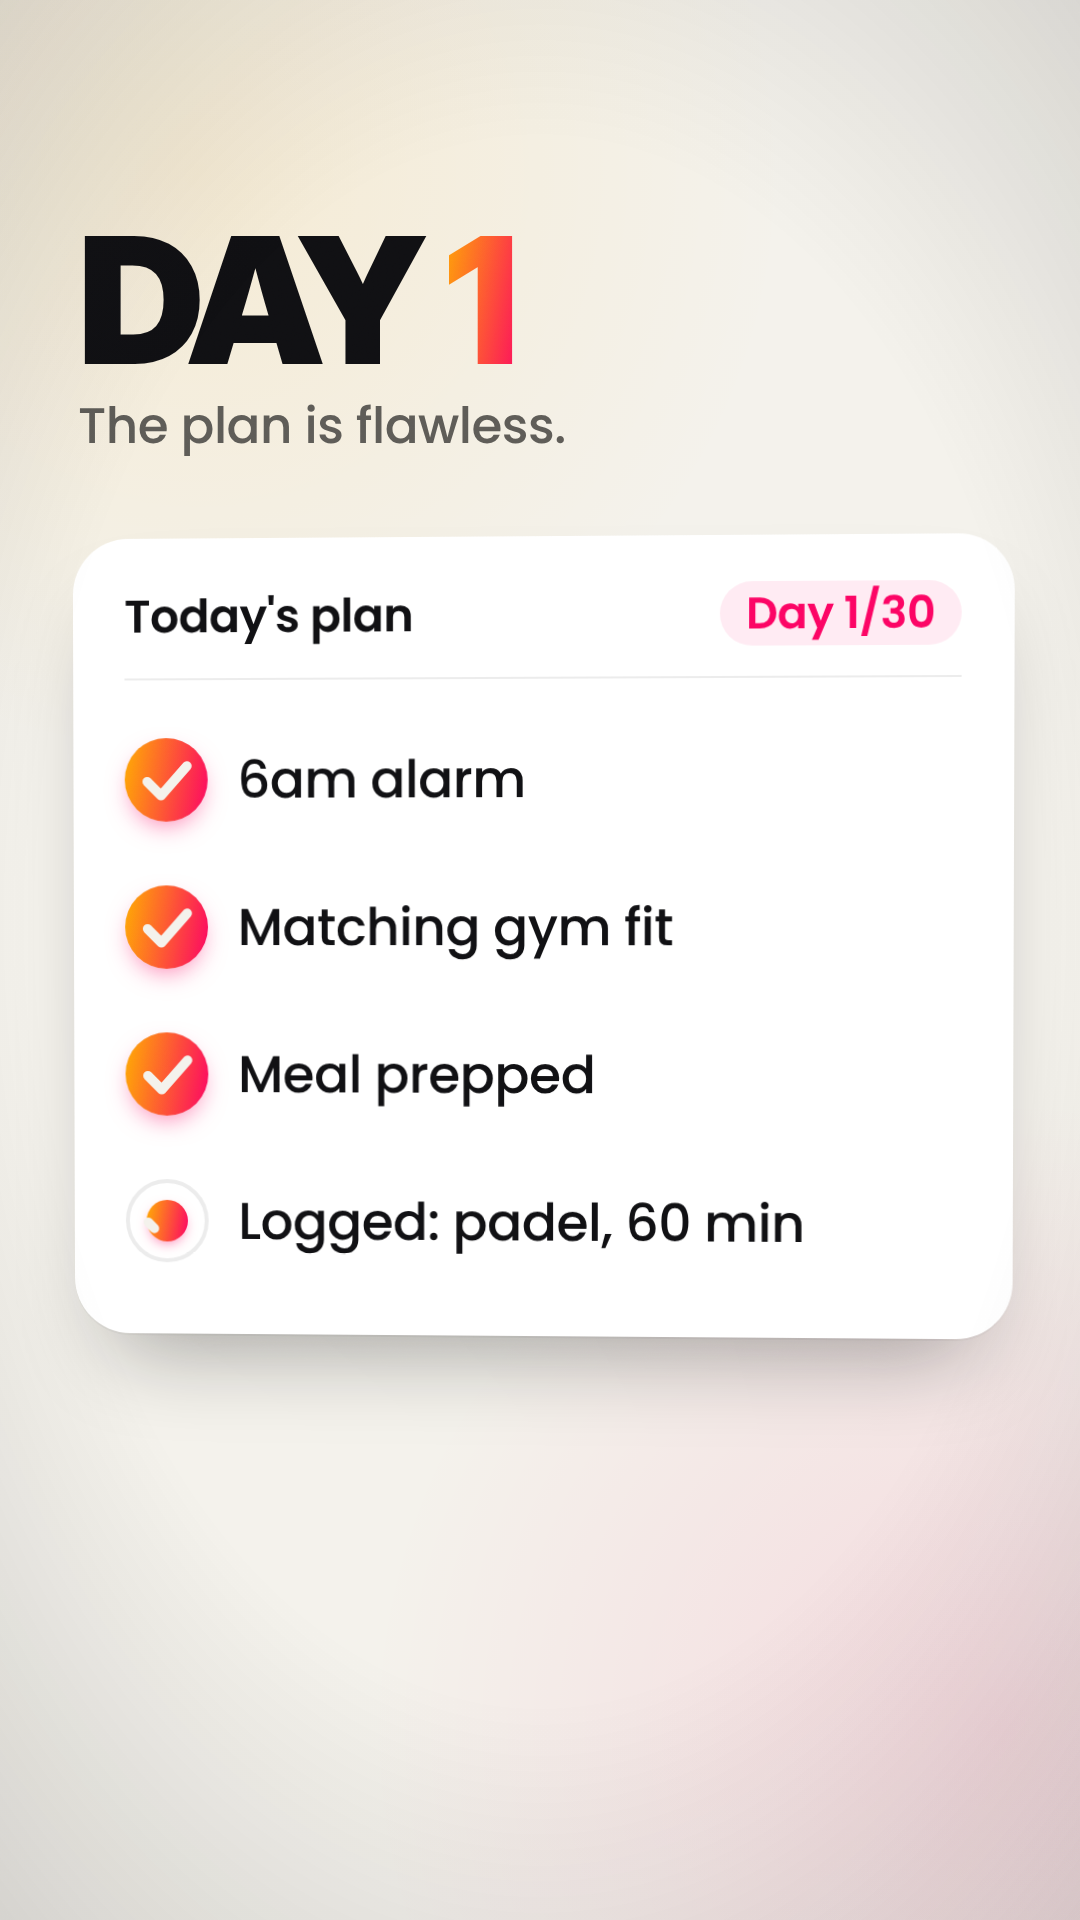 DAY 1
The plan is flawless.
Today's plan
Day 1/30
6am alarm
Matching gym fit
Meal prepped
Logged: padel, 60 min